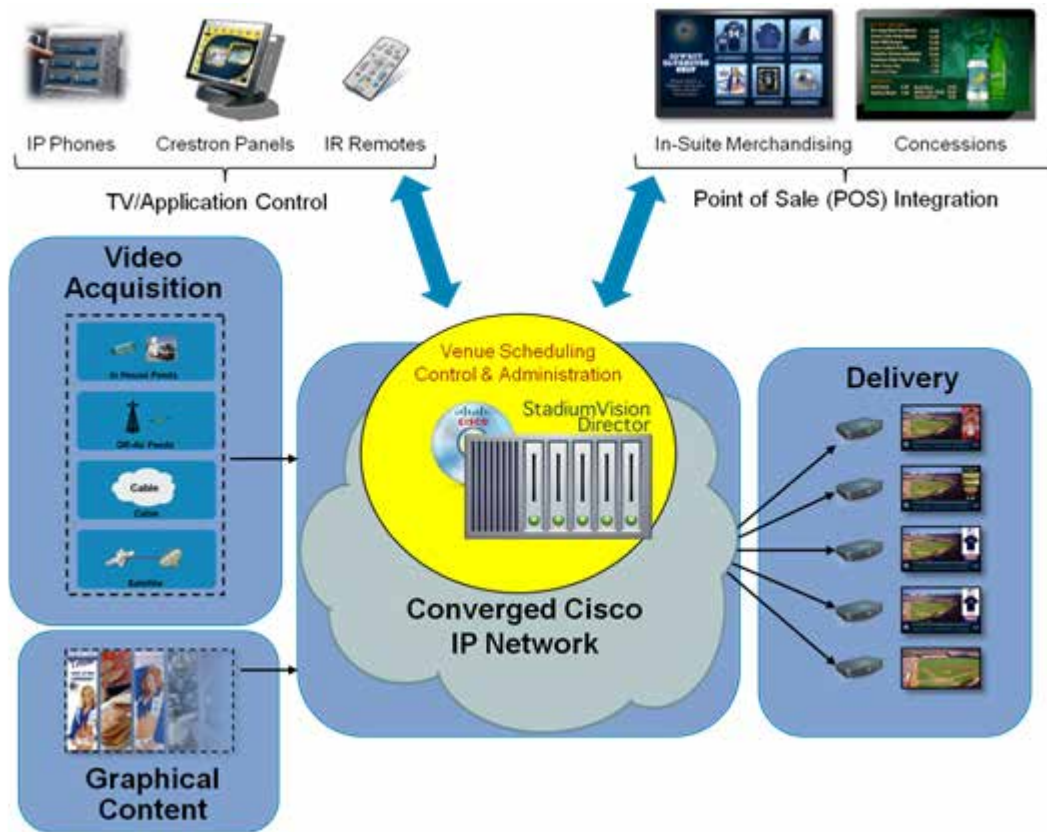 IP Phones
Crestron Panels
IR Remotes
In-Suite Merchandising
Concessions
TV/Application Control
Point of Sale (POS) Integration
Video
Acquisition
In House Feeds
Off-Air Feeds
Cable
Cable
Satellite
Venue Scheduling
Control & Administration
StadiumVision
Director
CISCO
Converged Cisco
IP Network
Delivery
Graphical
Content